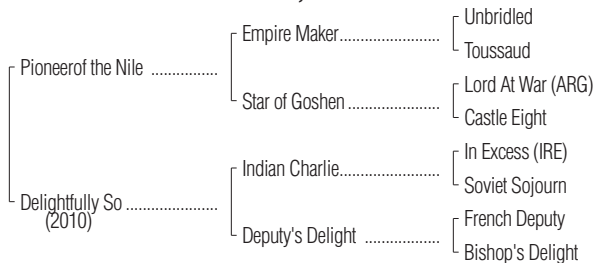 Unbridled
Empire Maker....................
Toussaud
Pioneerof the Nile ...............
Lord At War (ARG)
Star of Goshen.....................
Castle Eight
In Excess (IRE)
Indian Charlie.....................
Soviet Sojourn
Delightfully So ....................
(2010)
French Deputy
Deputy's Delight .................
Bishop's Delight